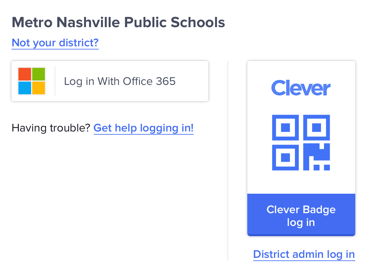 Metro Nashville Public Schools
Not your district?
Log in With Office 365
Having trouble? Get help logging in!
Clever
Clever Badge
log in
District admin log in